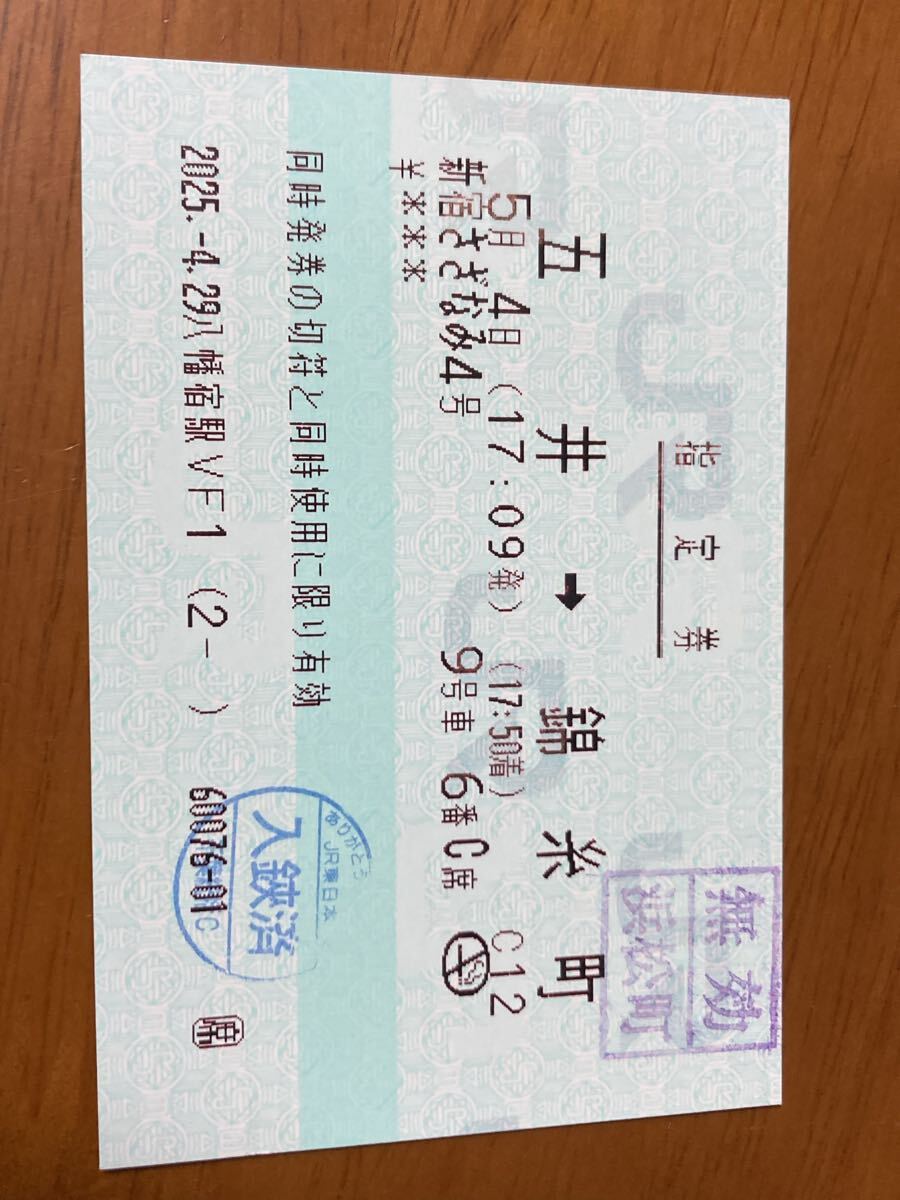 指定券
五井 → 錦糸町
5月 4日 (17:09発) (17:50着) C12
新宿さざなみ4号 9号車 6番C席
￥***
同時発券の切符と同時使用に限り有効
2025.-4.29八幡宿駅VF1 (2- ) 60076-01 席
無効
浜松町
ありがとう
JR東日本
入鋏済